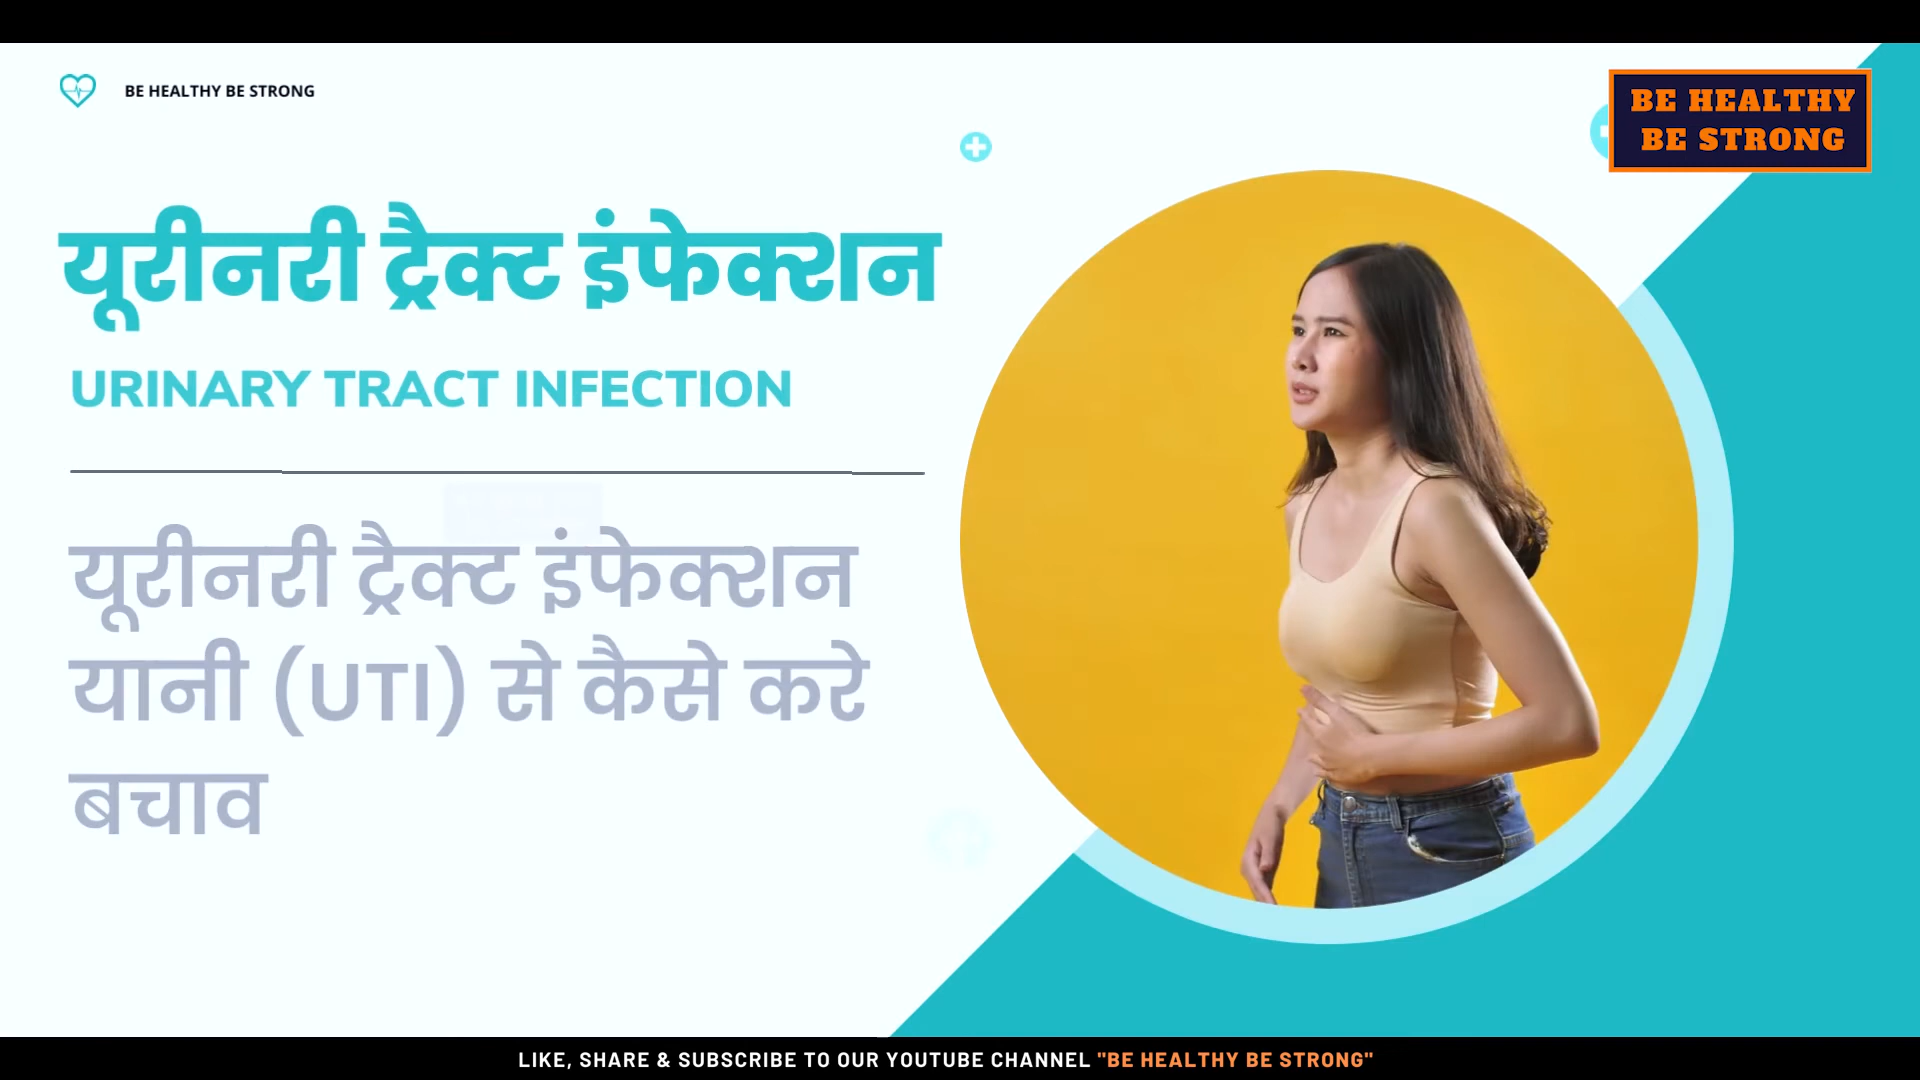 BE HEALTHY BE STRONG
BE HEALTHY
BE STRONG
यूरीनरी ट्रैक्ट इंफेक्शन
URINARY TRACT INFECTION
यूरीनरी ट्रैक्ट इंफेक्शन
यानी (UTI) से कैसे करे
बचाव
LIKE, SHARE & SUBSCRIBE TO OUR YOUTUBE CHANNEL "BE HEALTHY BE STRONG"